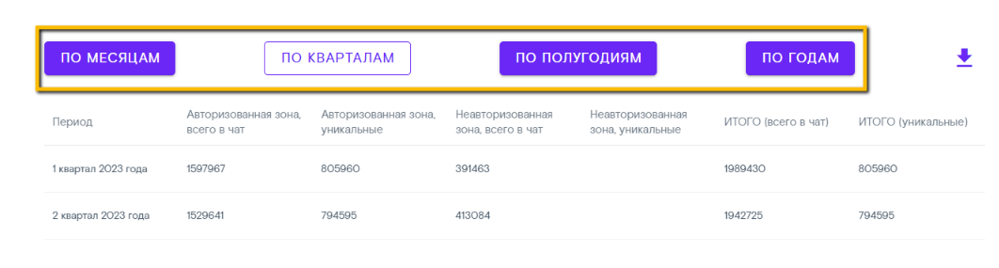 ПО МЕСЯЦАМ ПО КВАРТАЛАМ ПО ПОЛУГОДИЯМ ПО ГОДАМ
Период Авторизованная зона, всего в чат Авторизованная зона, уникальные Неавторизованная зона, всего в чат Неавторизованная зона, уникальные ИТОГО (всего в чат) ИТОГО (уникальные)
1 квартал 2023 года 1597967 805960 391463 1989430 805960
2 квартал 2023 года 1529641 794595 413084 1942725 794595